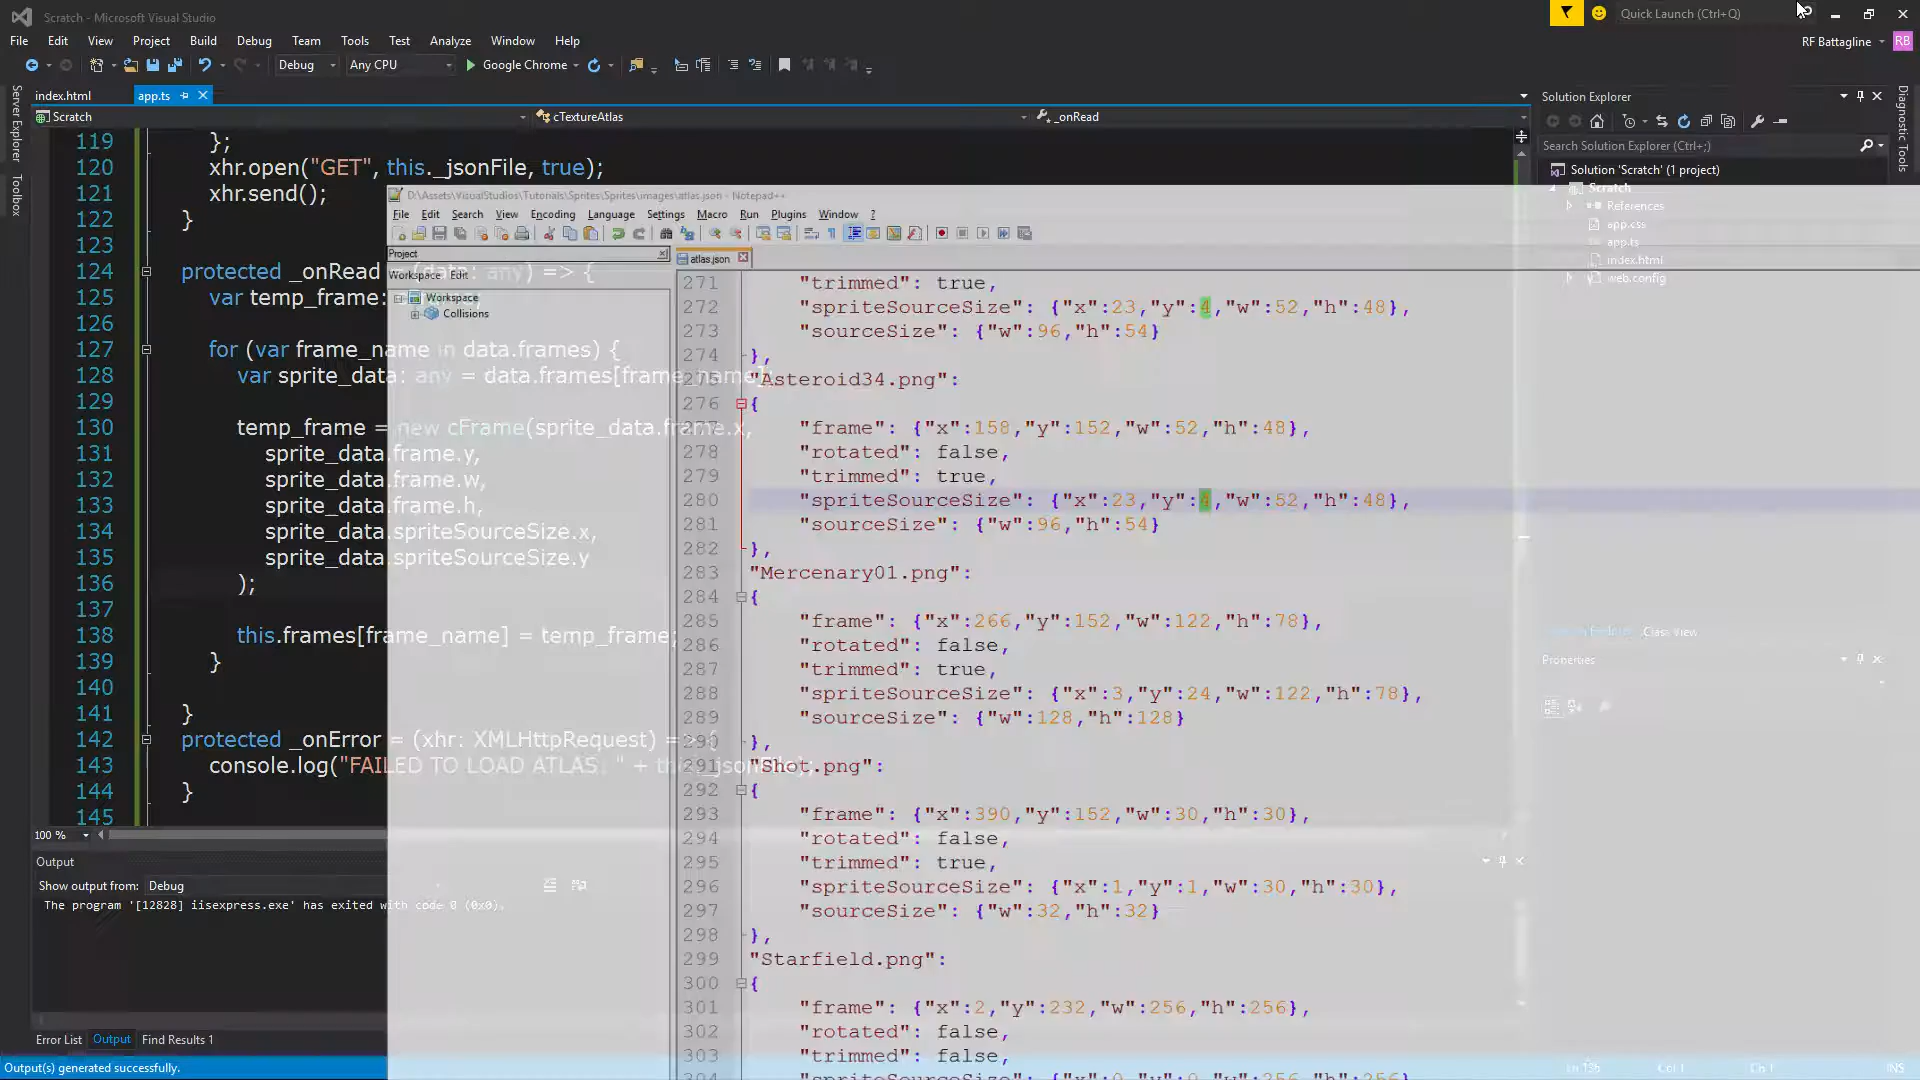 Scratch - Microsoft Visual Studio
Quick Launch (Ctrl+Q)
File Edit View Project Build Debug Team Tools Test Analyze Window Help
RF Battagline RB
Debug Any CPU Google Chrome
index.html app.ts
Scratch cTextureAtlas _onRead
Server Explorer
Toolbox
119 };
120 xhr.open("GET", this._jsonFile, true);
121 xhr.send();
122 }
123
124 protected _onRead = (data: any) => {
125 var temp_frame:
126
127 for (var frame_name in data.frames) {
128 var sprite_data: any = data.frames[frame_name];
129
130 temp_frame = new cFrame(sprite_data.frame.x,
131 sprite_data.frame.y,
132 sprite_data.frame.w,
133 sprite_data.frame.h,
134 sprite_data.spriteSourceSize.x,
135 sprite_data.spriteSourceSize.y
136 );
137
138 this.frames[frame_name] = temp_frame;
139 }
140
141 }
142 protected _onError = (xhr: XMLHttpRequest) => {
143 console.log("FAILED TO LOAD ATLAS: " + this._jsonFile);
144 }
145
100 %
Output
Show output from: Debug
The program '[12828] iisexpress.exe' has exited with code 0 (0x0).
Error List Output Find Results 1
Output(s) generated successfully.
D:\Assets\VisualStudios\Tutorials\Sprites\Sprites\images\atlas.json - Notepad++
File Edit Search View Encoding Language Settings Macro Run Plugins Window ?
Project
Workspace Edit
Workspace
Collisions
atlas.json
271 "trimmed": true,
272 "spriteSourceSize": {"x":23,"y":4,"w":52,"h":48},
273 "sourceSize": {"w":96,"h":54}
274 },
275 "Asteroid34.png":
276 {
277 "frame": {"x":158,"y":152,"w":52,"h":48},
278 "rotated": false,
279 "trimmed": true,
280 "spriteSourceSize": {"x":23,"y":4,"w":52,"h":48},
281 "sourceSize": {"w":96,"h":54}
282 },
283 "Mercenary01.png":
284 {
285 "frame": {"x":266,"y":152,"w":122,"h":78},
286 "rotated": false,
287 "trimmed": true,
288 "spriteSourceSize": {"x":3,"y":24,"w":122,"h":78},
289 "sourceSize": {"w":128,"h":128}
290 },
291 "Shot.png":
292 {
293 "frame": {"x":390,"y":152,"w":30,"h":30},
294 "rotated": false,
295 "trimmed": true,
296 "spriteSourceSize": {"x":1,"y":1,"w":30,"h":30},
297 "sourceSize": {"w":32,"h":32}
298 },
299 "Starfield.png":
300 {
301 "frame": {"x":2,"y":232,"w":256,"h":256},
302 "rotated": false,
303 "trimmed": false,
304 "spriteSourceSize": {"x":0,"y":0,"w":256,"h":256},
Solution Explorer
Search Solution Explorer (Ctrl+;)
Solution 'Scratch' (1 project)
Scratch
References
app.css
app.ts
index.html
web.config
Class View
Properties
Diagnostic Tools
Col 1 Ch 1 INS